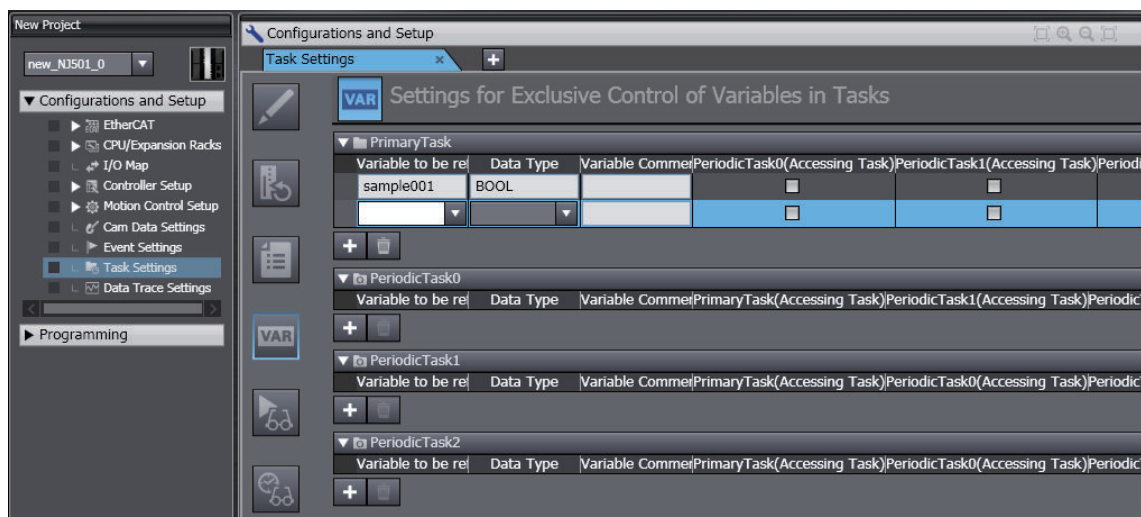 New Project
new_NJ501_0
Configurations and Setup
EtherCAT
CPU/Expansion Racks
I/O Map
Controller Setup
Motion Control Setup
Cam Data Settings
Event Settings
Task Settings
Data Trace Settings
Programming
Configurations and Setup
Task Settings
VAR Settings for Exclusive Control of Variables in Tasks
PrimaryTask
Variable to be re Data Type Variable Commer PeriodicTask0(Accessing Task) PeriodicTask1(Accessing Task) Periodi
sample001 BOOL
PeriodicTask0
Variable to be re Data Type Variable Commer PrimaryTask(Accessing Task) PeriodicTask1(Accessing Task) Periodic
VAR
PeriodicTask1
Variable to be re Data Type Variable Commer PrimaryTask(Accessing Task) PeriodicTask0(Accessing Task) Periodic
PeriodicTask2
Variable to be re Data Type Variable Commer PrimaryTask(Accessing Task) PeriodicTask0(Accessing Task) Periodic